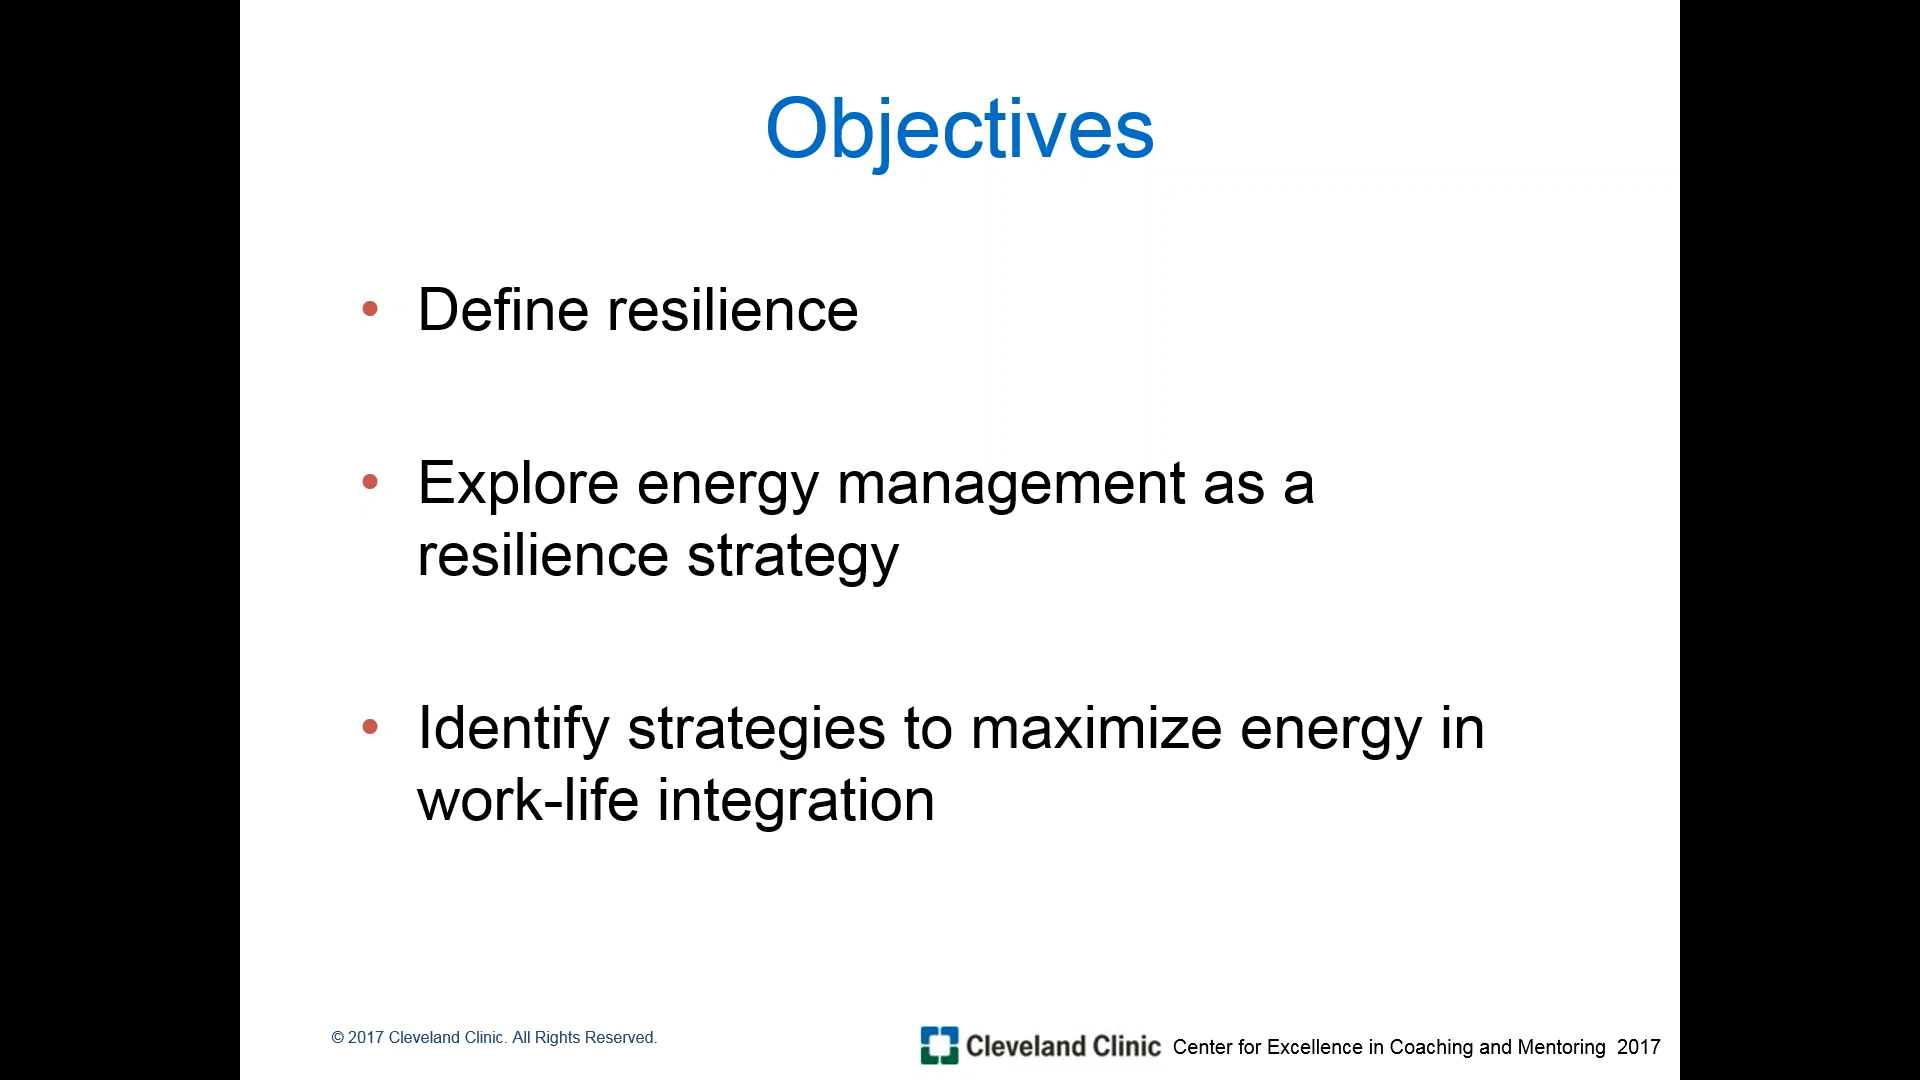 Objectives
• Define resilience
• Explore energy management as a
resilience strategy
• Identify strategies to maximize energy in
work-life integration
© 2017 Cleveland Clinic. All Rights Reserved.
Cleveland Clinic Center for Excellence in Coaching and Mentoring 2017